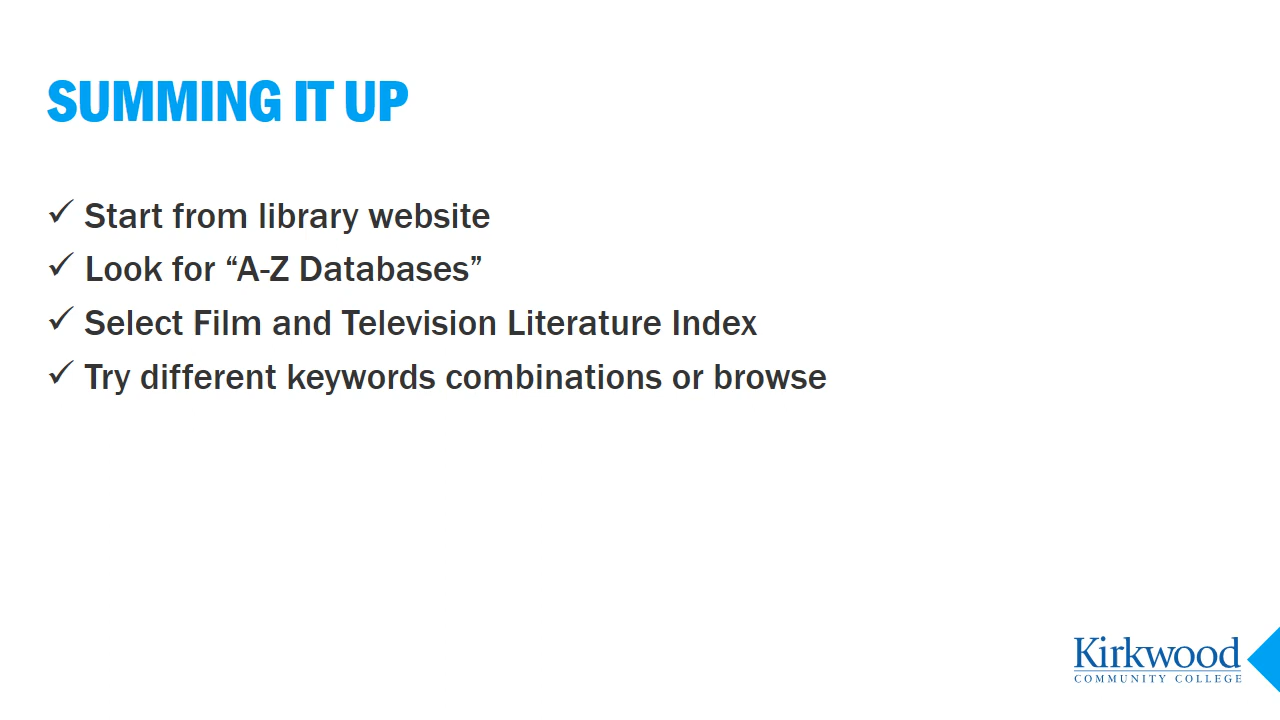 SUMMING IT UP
✓ Start from library website
✓ Look for “A-Z Databases”
✓ Select Film and Television Literature Index
✓ Try different keywords combinations or browse
Kirkwood
COMMUNITY COLLEGE